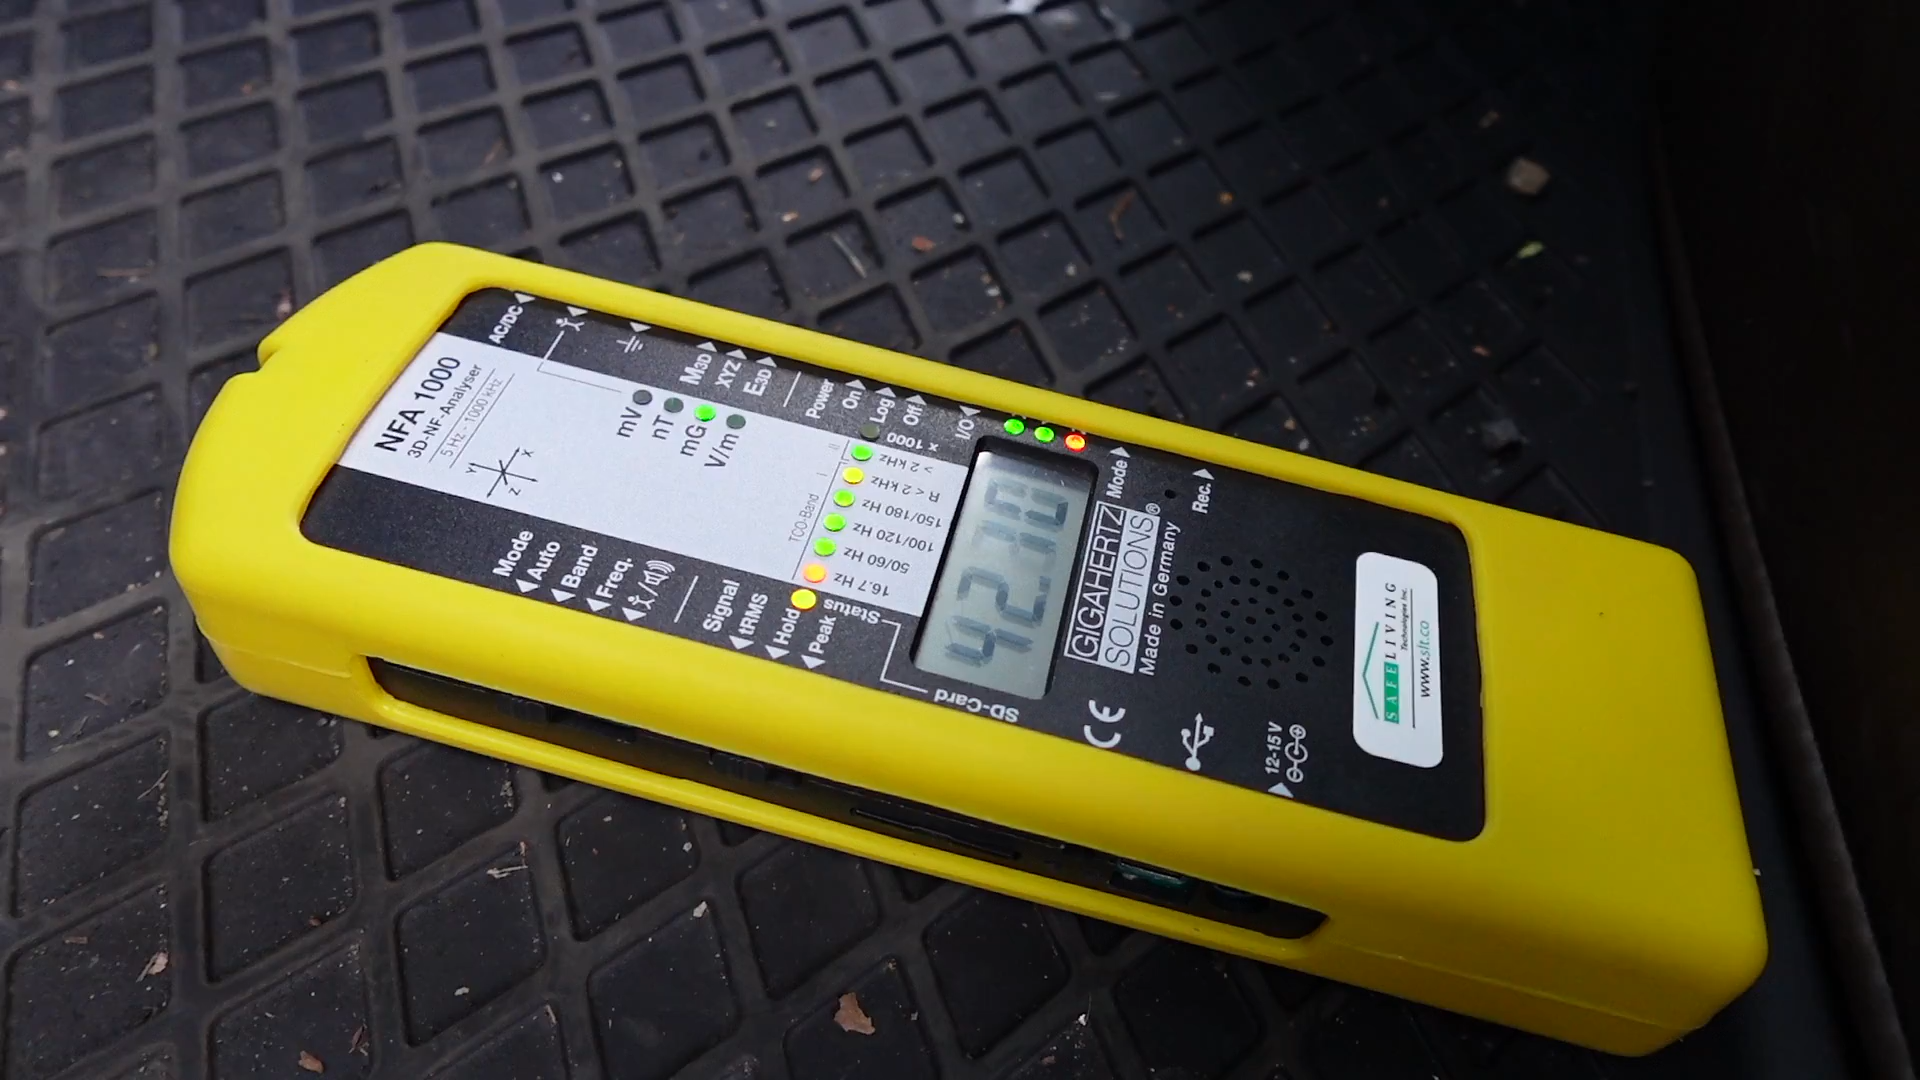 NFA 1000
3D-NF-Analyser
5 Hz - 1000 kHz
Y
X
Z
AC/DC
mV
nT
mG
V/m
M3D
XYZ
E3D
Power
On
Log
Off
I/O
x 1000
> 2 kHz
R < 2 kHz
150/180 Hz
100/120 Hz
50/60 Hz
16.7 Hz
Status
TCO-Band
Mode
Auto
Band
Freq.
Signal
tRMS
Hold
Peak
SD-Card
Mode
Rec.
GIGAHERTZ
SOLUTIONS®
Made in Germany
CE
12-15 V
SAFE LIVING
Technologies Inc.
www.slt.co